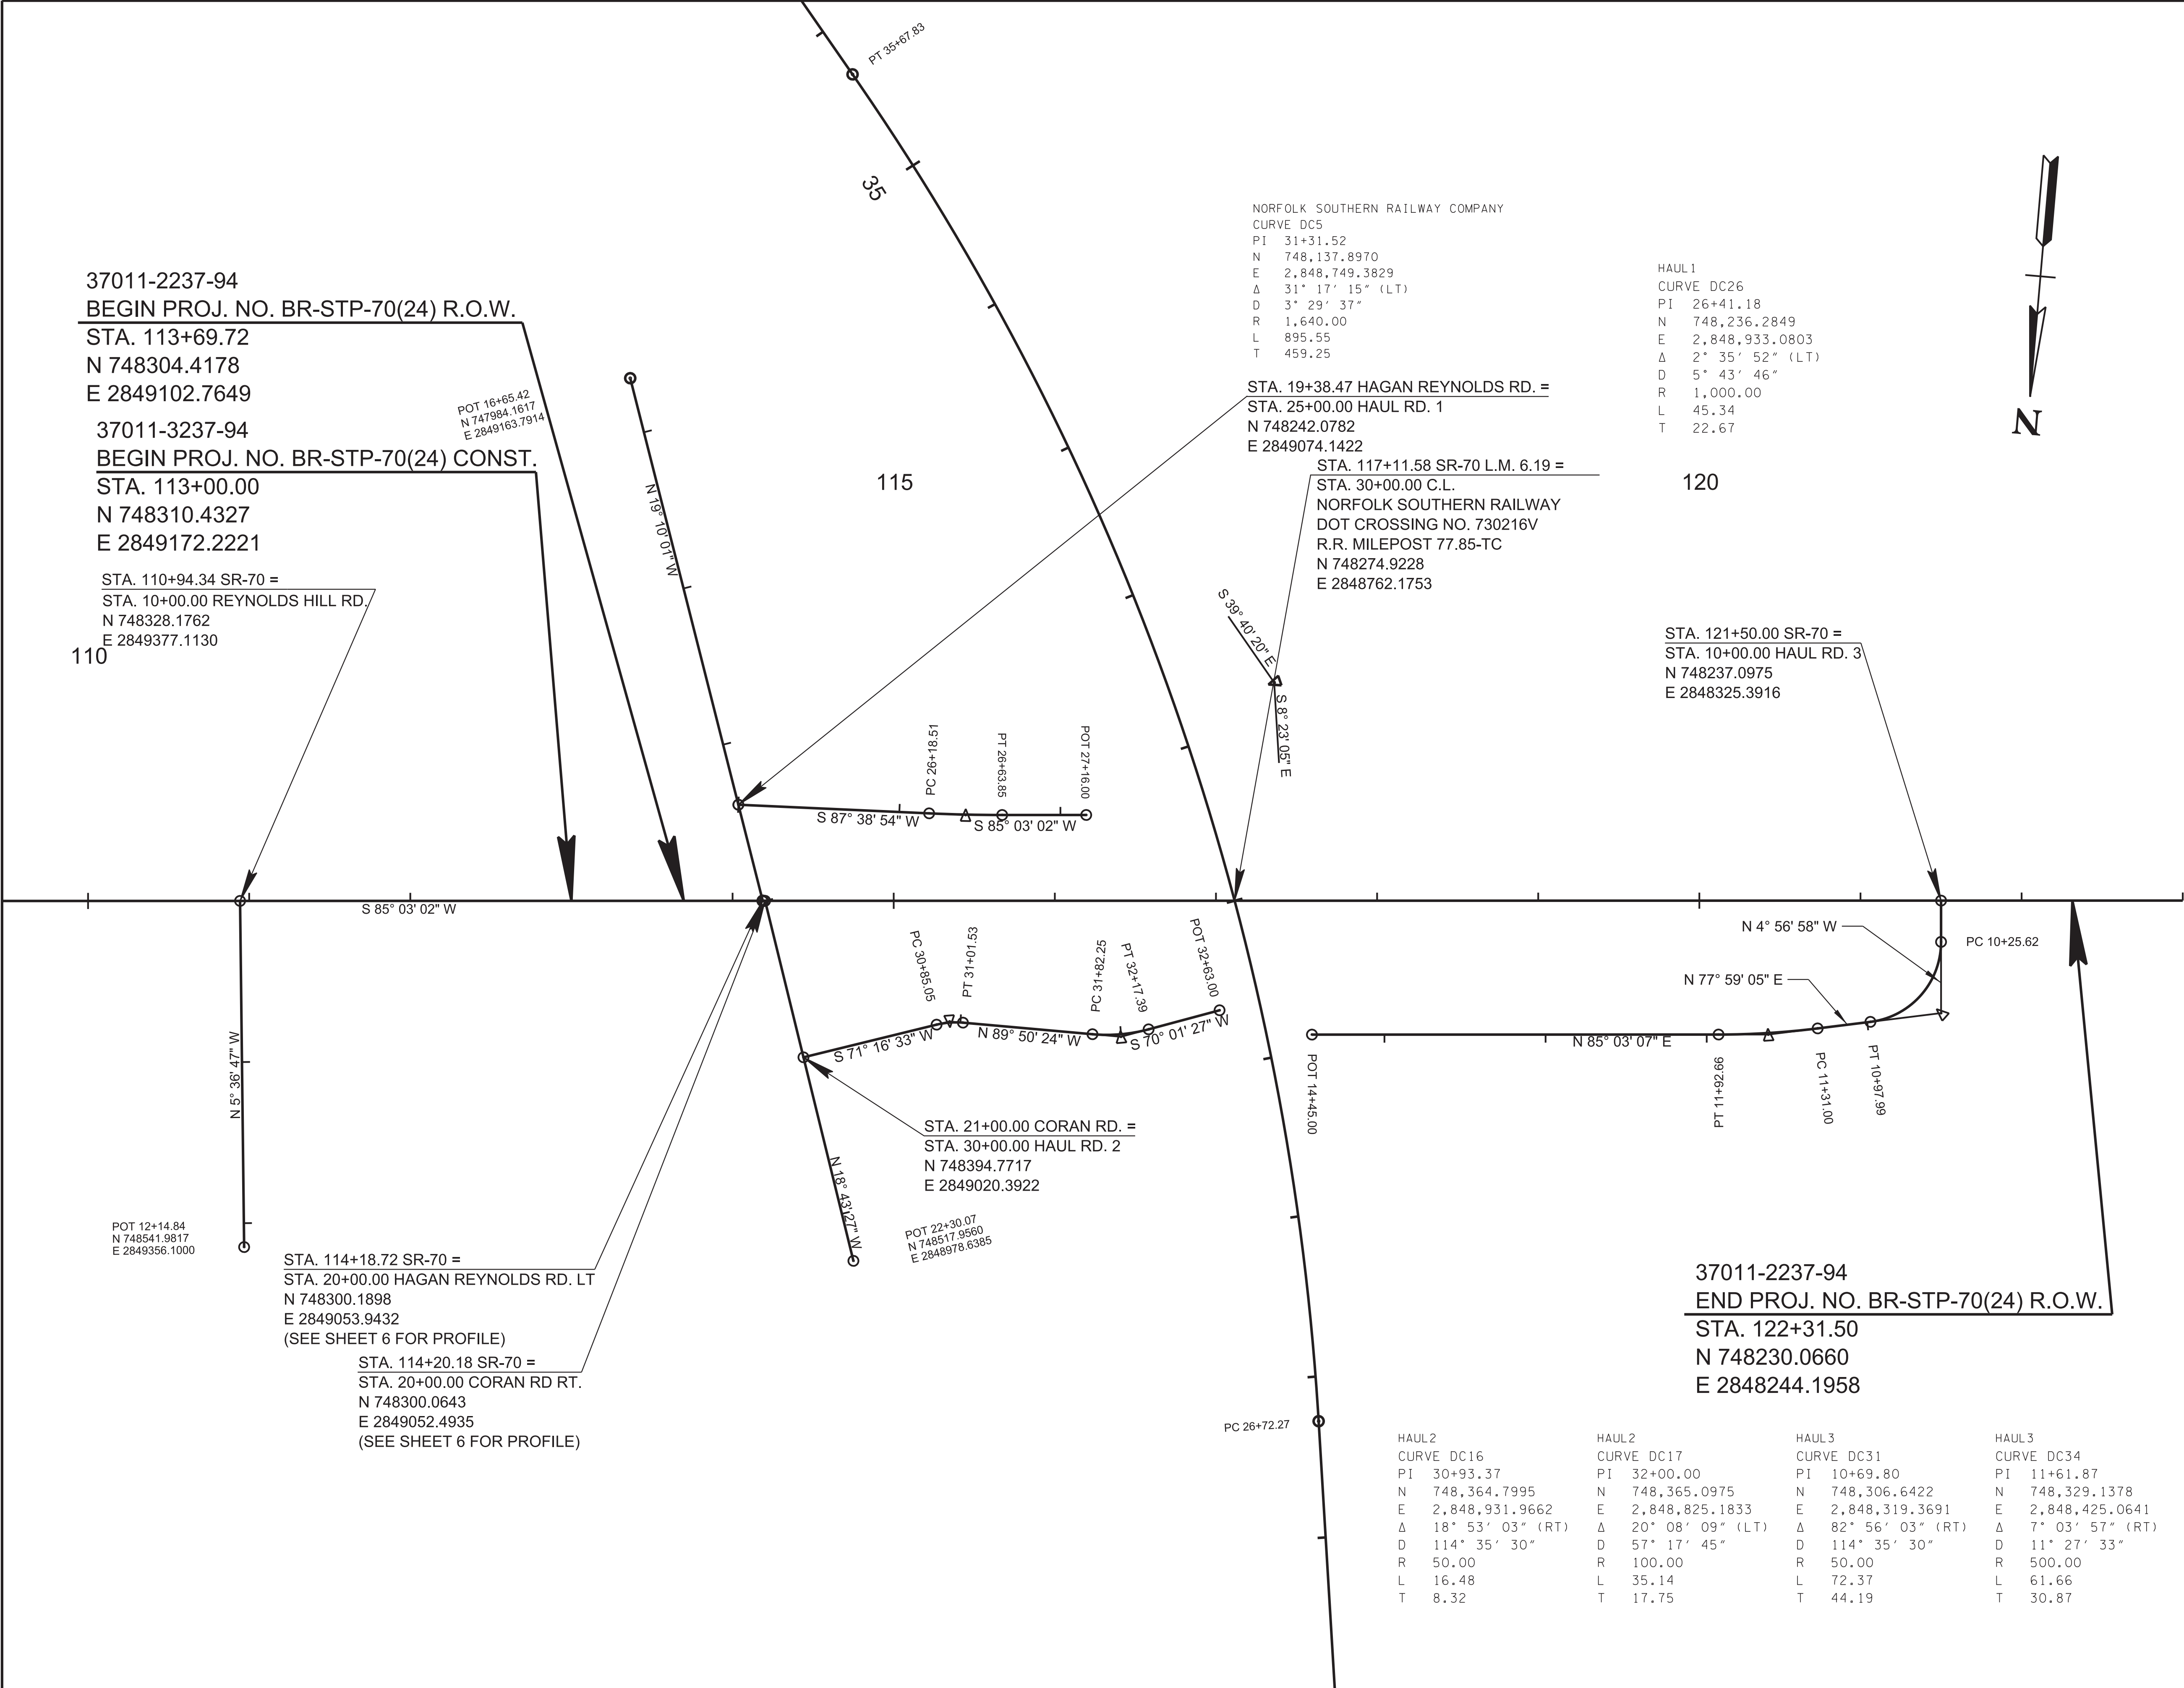 PT 35+67.83
35
NORFOLK SOUTHERN RAILWAY COMPANY
CURVE DC5
PI 31+31.52
N 748,137.8970
E 2,848,749.3829
Δ 31° 17' 15" (LT)
D 3° 29' 37"
R 1,640.00
L 895.55
T 459.25
HAUL1
CURVE DC26
PI 26+41.18
N 748,236.2849
E 2,848,933.0803
Δ 2° 35' 52" (LT)
D 5° 43' 46"
R 1,000.00
L 45.34
T 22.67
N
37011-2237-94
BEGIN PROJ. NO. BR-STP-70(24) R.O.W.
STA. 113+69.72
N 748304.4178
E 2849102.7649
POT 16+65.42
N 747984.1617
E 2849163.7914
37011-3237-94
BEGIN PROJ. NO. BR-STP-70(24) CONST.
STA. 113+00.00
N 748310.4327
E 2849172.2221
STA. 110+94.34 SR-70 =
STA. 10+00.00 REYNOLDS HILL RD.
N 748328.1762
E 2849377.1130
110
N 19° 10' 01" W
115
STA. 19+38.47 HAGAN REYNOLDS RD. =
STA. 25+00.00 HAUL RD. 1
N 748242.0782
E 2849074.1422
STA. 117+11.58 SR-70 L.M. 6.19 =
STA. 30+00.00 C.L.
NORFOLK SOUTHERN RAILWAY
DOT CROSSING NO. 730216V
R.R. MILEPOST 77.85-TC
N 748274.9228
E 2848762.1753
120
S 39° 40' 20" E
S 8° 23' 05" E
STA. 121+50.00 SR-70 =
STA. 10+00.00 HAUL RD. 3
N 748237.0975
E 2848325.3916
PC 26+18.51
PT 26+63.85
POT 27+16.00
S 87° 38' 54" W
S 85° 03' 02" W
S 85° 03' 02" W
N 4° 56' 58" W
PC 10+25.62
N 77° 59' 05" E
PC 30+85.05
PT 31+01.53
PC 31+82.25
PT 32+17.39
POT 32+63.00
S 71° 16' 33" W
N 89° 50' 24" W
S 70° 01' 27" W
N 85° 03' 07" E
POT 14+45.00
PT 11+92.66
PC 11+31.00
PT 10+97.99
N 5° 36' 47" W
STA. 21+00.00 CORAN RD. =
STA. 30+00.00 HAUL RD. 2
N 748394.7717
E 2849020.3922
N 18° 43' 27" W
POT 22+30.07
N 748517.9560
E 2848978.6385
POT 12+14.84
N 748541.9817
E 2849356.1000
STA. 114+18.72 SR-70 =
STA. 20+00.00 HAGAN REYNOLDS RD. LT
N 748300.1898
E 2849053.9432
(SEE SHEET 6 FOR PROFILE)
STA. 114+20.18 SR-70 =
STA. 20+00.00 CORAN RD RT.
N 748300.0643
E 2849052.4935
(SEE SHEET 6 FOR PROFILE)
37011-2237-94
END PROJ. NO. BR-STP-70(24) R.O.W.
STA. 122+31.50
N 748230.0660
E 2848244.1958
PC 26+72.27
HAUL2
CURVE DC16
PI 30+93.37
N 748,364.7995
E 2,848,931.9662
Δ 18° 53' 03" (RT)
D 114° 35' 30"
R 50.00
L 16.48
T 8.32
HAUL2
CURVE DC17
PI 32+00.00
N 748,365.0975
E 2,848,825.1833
Δ 20° 08' 09" (LT)
D 57° 17' 45"
R 100.00
L 35.14
T 17.75
HAUL3
CURVE DC31
PI 10+69.80
N 748,306.6422
E 2,848,319.3691
Δ 82° 56' 03" (RT)
D 114° 35' 30"
R 50.00
L 72.37
T 44.19
HAUL3
CURVE DC34
PI 11+61.87
N 748,329.1378
E 2,848,425.0641
Δ 7° 03' 57" (RT)
D 11° 27' 33"
R 500.00
L 61.66
T 30.87